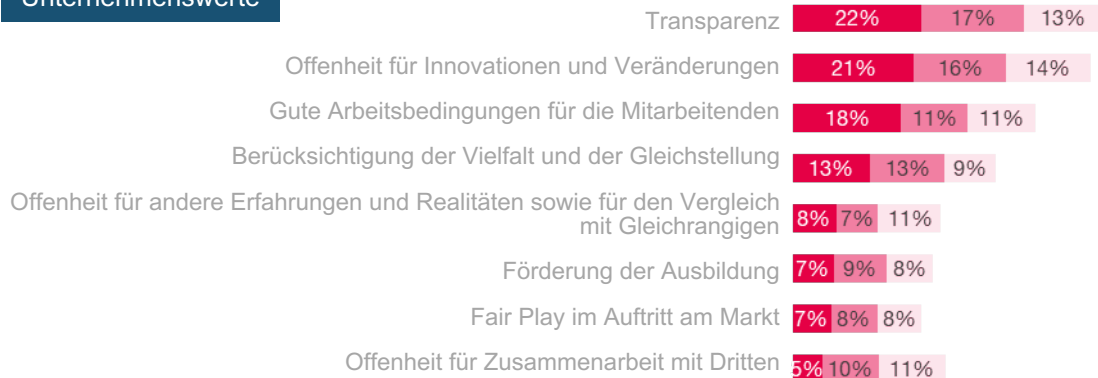 Unternehmenswerte
Transparenz 22% 17% 13%
Offenheit für Innovationen und Veränderungen 21% 16% 14%
Gute Arbeitsbedingungen für die Mitarbeitenden 18% 11% 11%
Berücksichtigung der Vielfalt und der Gleichstellung 13% 13% 9%
Offenheit für andere Erfahrungen und Realitäten sowie für den Vergleich
mit Gleichrangigen 8% 7% 11%
Förderung der Ausbildung 7% 9% 8%
Fair Play im Auftritt am Markt 7% 8% 8%
Offenheit für Zusammenarbeit mit Dritten 5% 10% 11%